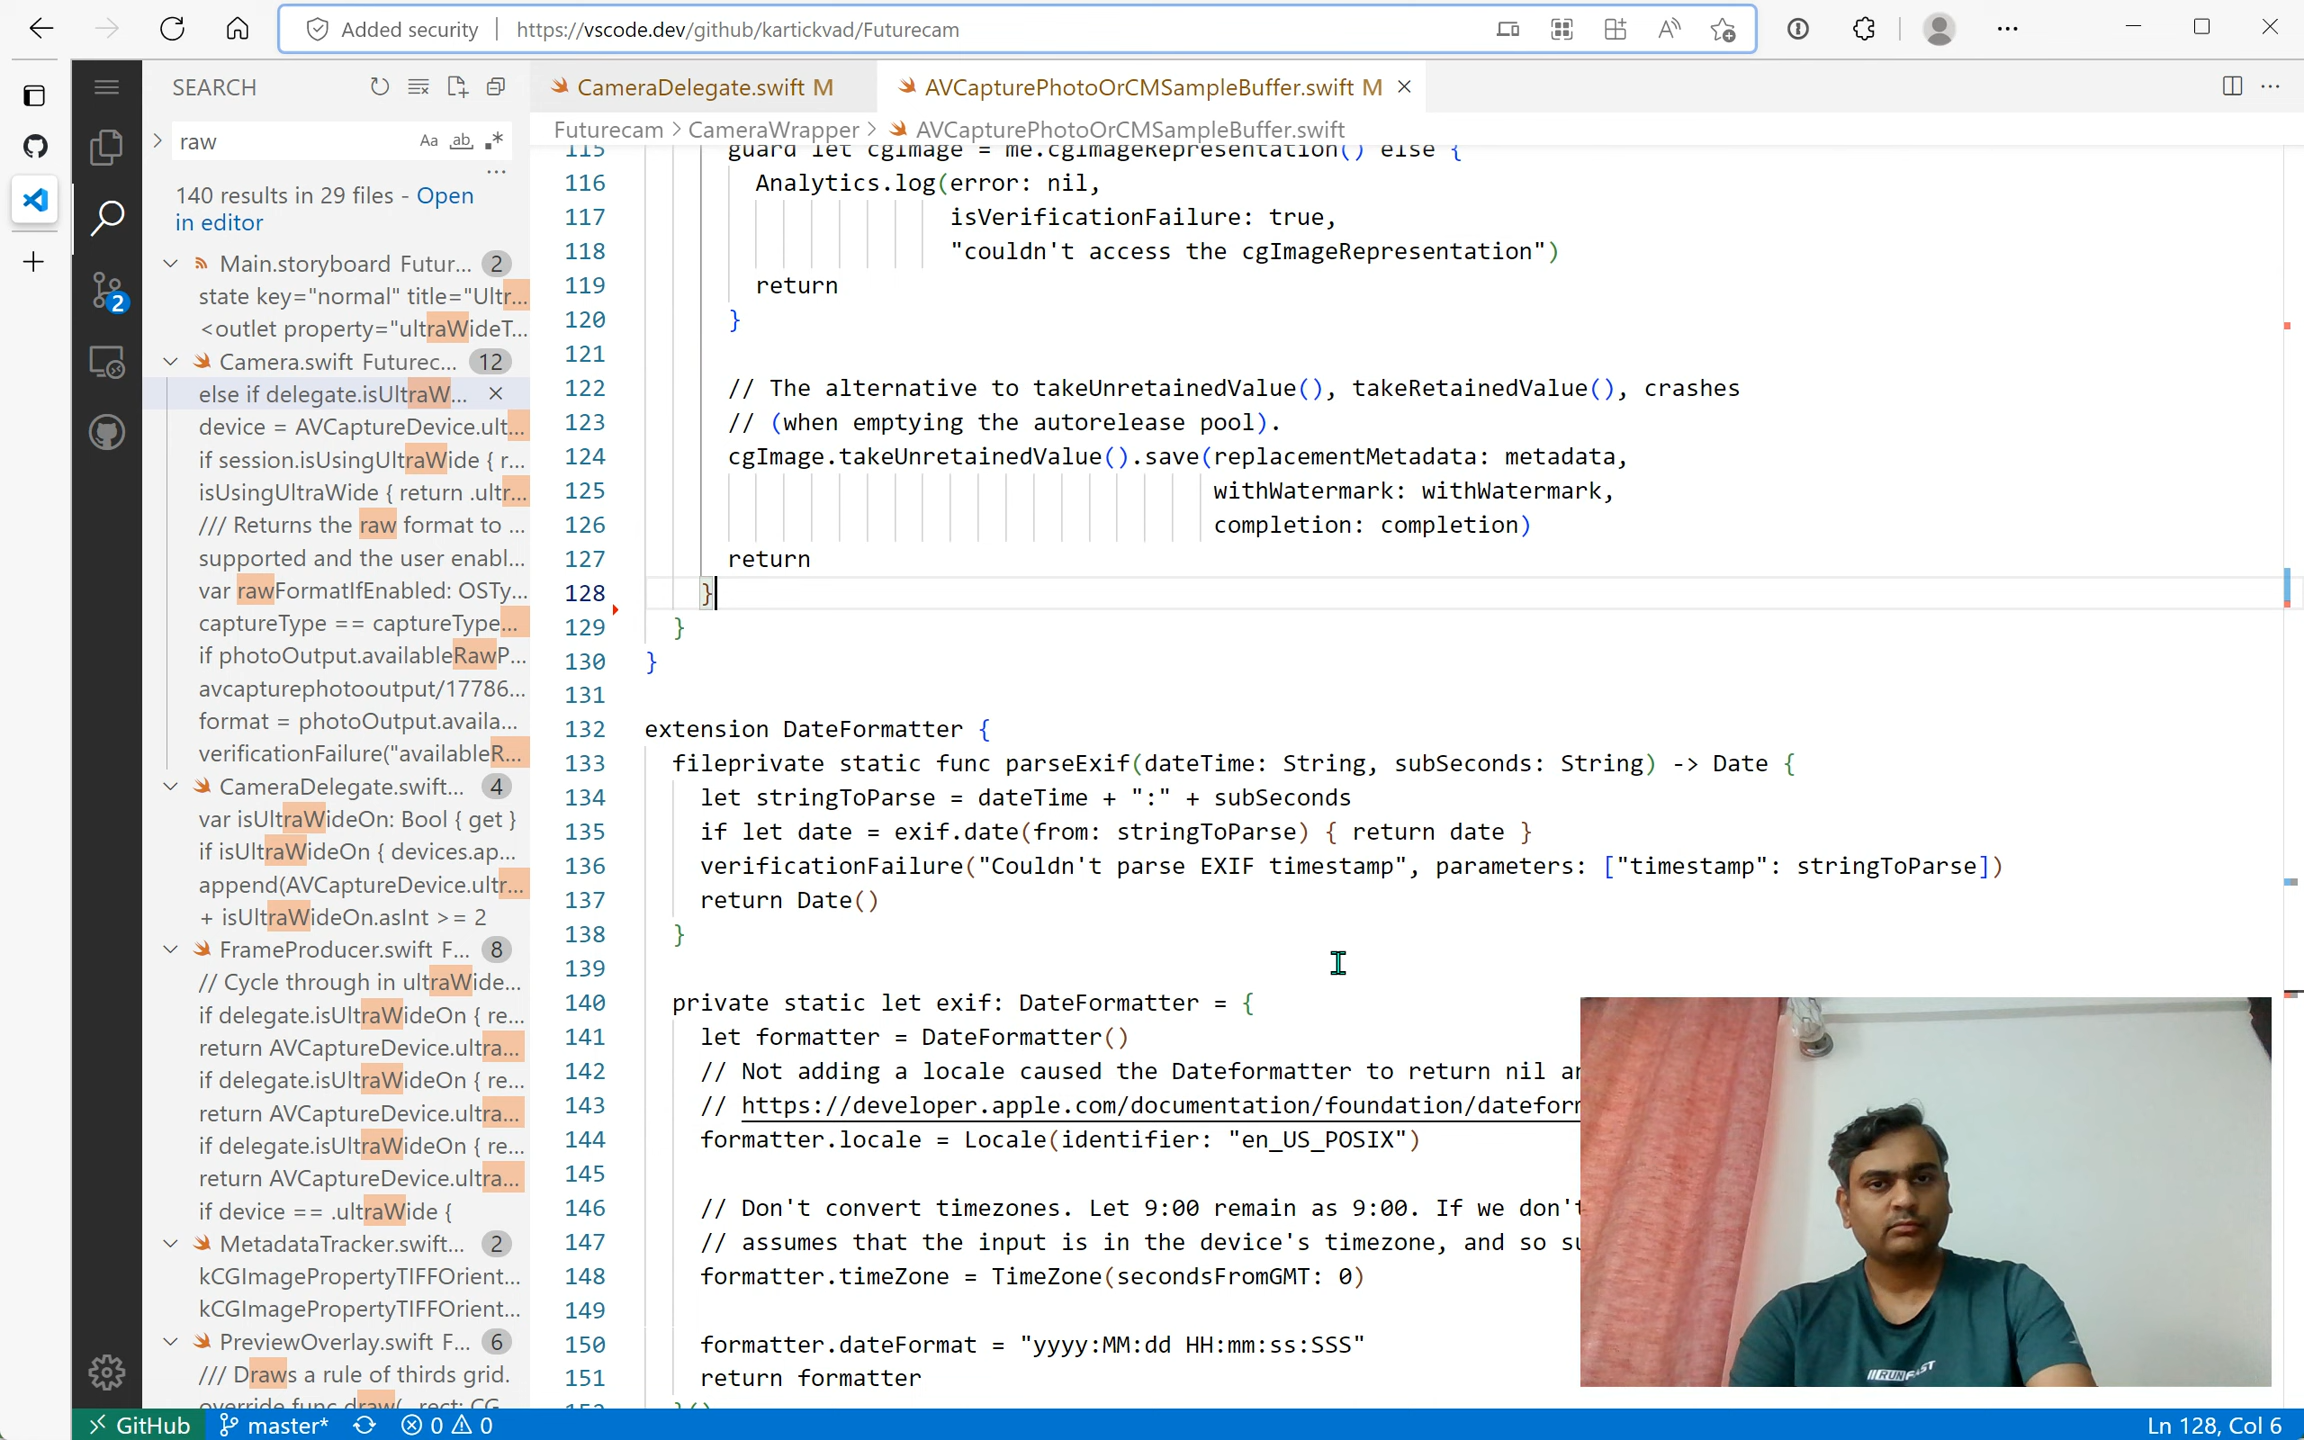 Added security
https://vscode.dev/github/kartickvad/Futurecam
SEARCH
raw
Aa ab, .*
140 results in 29 files - Open
in editor
Main.storyboard Futur... 2
state key="normal" title="Ultr...
<outlet property="ultraWideT...
Camera.swift Futurec... 12
else if delegate.isUltraW...
device = AVCaptureDevice.ult...
if session.isUsingUltraWide { r...
isUsingUltraWide { return .ultr...
/// Returns the raw format to ...
supported and the user enabl...
var rawFormatIfEnabled: OSTy...
captureType == captureType...
if photoOutput.availableRawP...
avcapturephotooutput/17786...
format = photoOutput.availa...
verificationFailure("availableR...
CameraDelegate.swift... 4
var isUltraWideOn: Bool { get }
if isUltraWideOn { devices.ap...
append(AVCaptureDevice.ultr...
+ isUltraWideOn.asInt >= 2
FrameProducer.swift F... 8
// Cycle through in ultraWide...
if delegate.isUltraWideOn { re...
return AVCaptureDevice.ultra...
if delegate.isUltraWideOn { re...
return AVCaptureDevice.ultra...
if delegate.isUltraWideOn { re...
return AVCaptureDevice.ultra...
if device == .ultraWide {
MetadataTracker.swift... 2
kCGImagePropertyTIFFOrient...
kCGImagePropertyTIFFOrient...
PreviewOverlay.swift F... 6
/// Draws a rule of thirds grid.
override func draw(_ rect: CG
2
CameraDelegate.swift M
AVCapturePhotoOrCMSampleBuffer.swift M
Futurecam > CameraWrapper > AVCapturePhotoOrCMSampleBuffer.swift
115 guard let cgImage = me.cgImageRepresentation() else {
116 Analytics.log(error: nil,
117 isVerificationFailure: true,
118 "couldn't access the cgImageRepresentation")
119 return
120 }
121
122 // The alternative to takeUnretainedValue(), takeRetainedValue(), crashes
123 // (when emptying the autorelease pool).
124 cgImage.takeUnretainedValue().save(replacementMetadata: metadata,
125 withWatermark: withWatermark,
126 completion: completion)
127 return
128 }
129 }
130 }
131
132 extension DateFormatter {
133 fileprivate static func parseExif(dateTime: String, subSeconds: String) -> Date {
134 let stringToParse = dateTime + ":" + subSeconds
135 if let date = exif.date(from: stringToParse) { return date }
136 verificationFailure("Couldn't parse EXIF timestamp", parameters: ["timestamp": stringToParse])
137 return Date()
138 }
139
140 private static let exif: DateFormatter = {
141 let formatter = DateFormatter()
142 // Not adding a locale caused the Dateformatter to return nil
143 // https://developer.apple.com/documentation/foundation/dateform
144 formatter.locale = Locale(identifier: "en_US_POSIX")
145
146 // Don't convert timezones. Let 9:00 remain as 9:00. If we don't
147 // assumes that the input is in the device's timezone, and so
148 formatter.timeZone = TimeZone(secondsFromGMT: 0)
149
150 formatter.dateFormat = "yyyy:MM:dd HH:mm:ss:SSS"
151 return formatter
152 }()
GitHub master* 0 0
Ln 128, Col 6